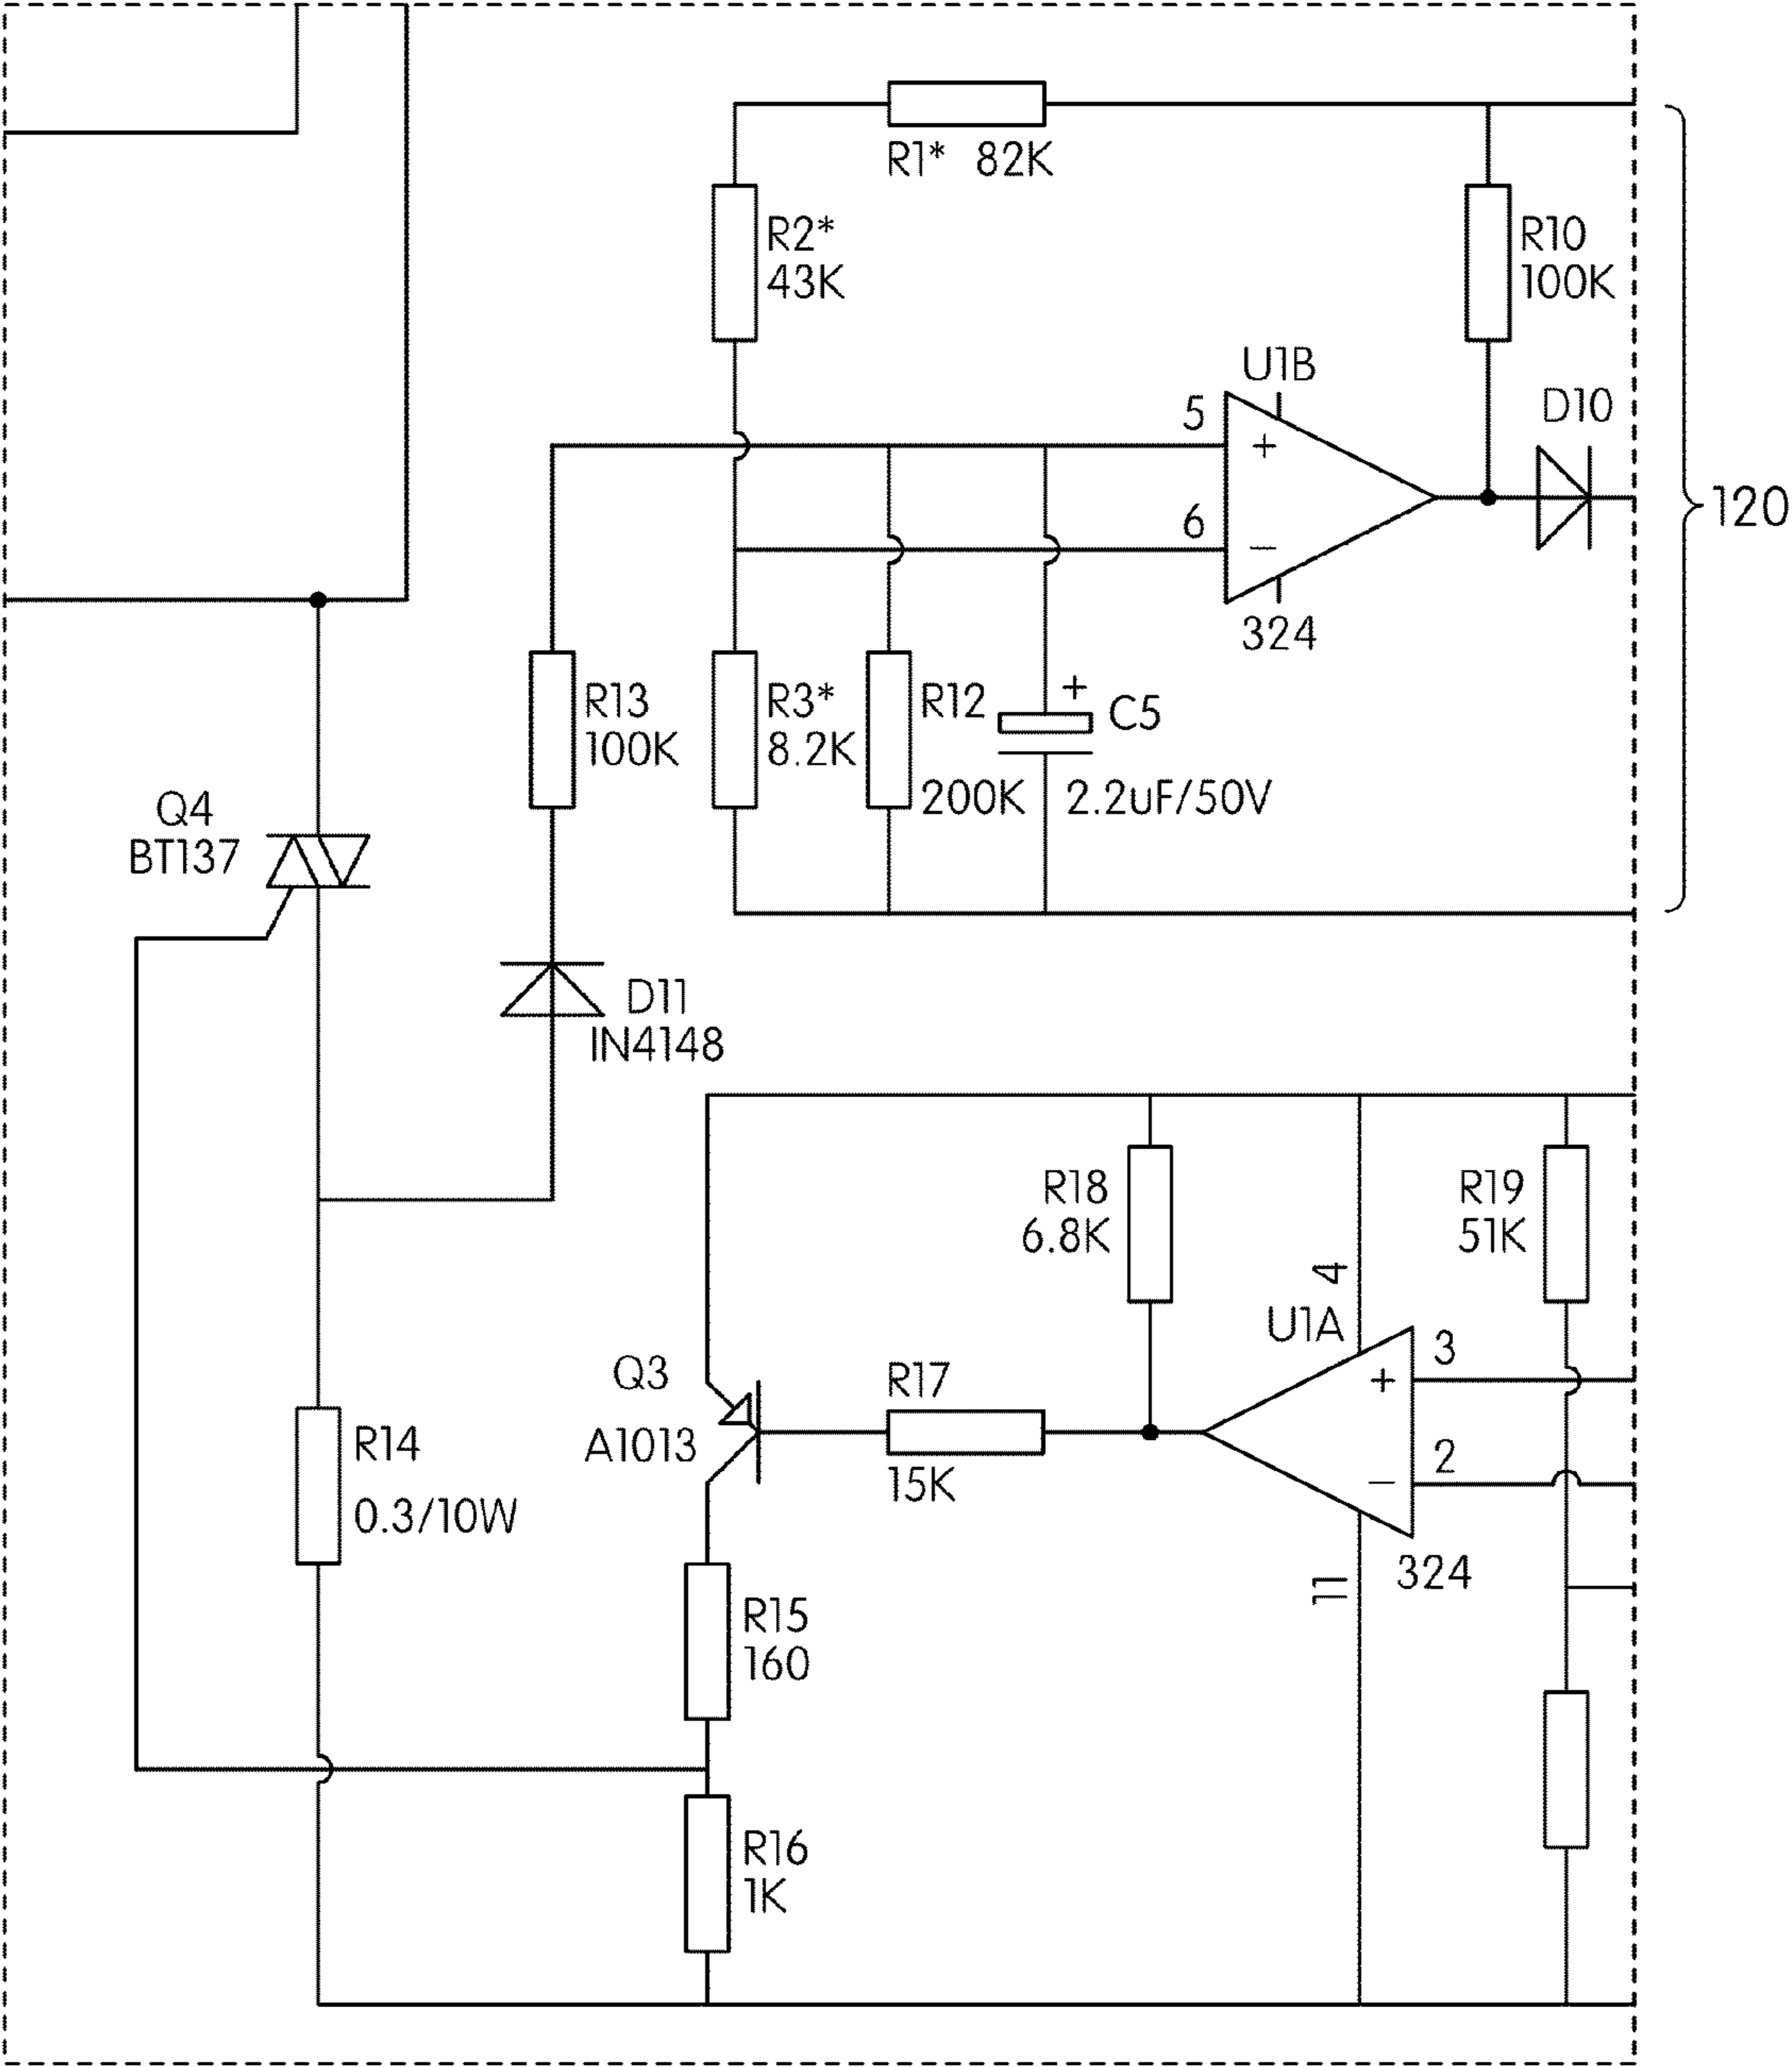 R1* 82K
R2*
43K
R10
100K
U1B
D10
5
+
120
6
−
324
R13
100K
R3*
8.2K
R12
200K
+
C5
2.2uF/50V
Q4
BT137
D11
IN4148
R18
6.8K
R19
51K
4
U1A
3
+
Q3
A1013
R17
15K
2
−
R14
0.3/10W
324
11
R15
160
R16
1K